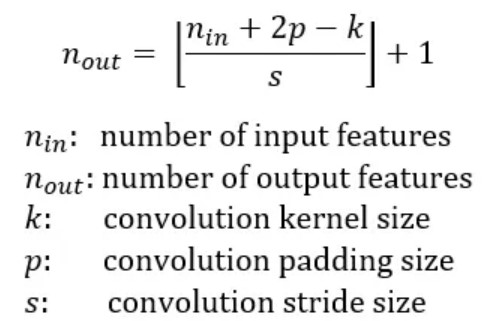 n_out = ⌊(n_in + 2p − k)/s⌋ + 1
n_in: number of input features
n_out: number of output features
k: convolution kernel size
p: convolution padding size
s: convolution stride size